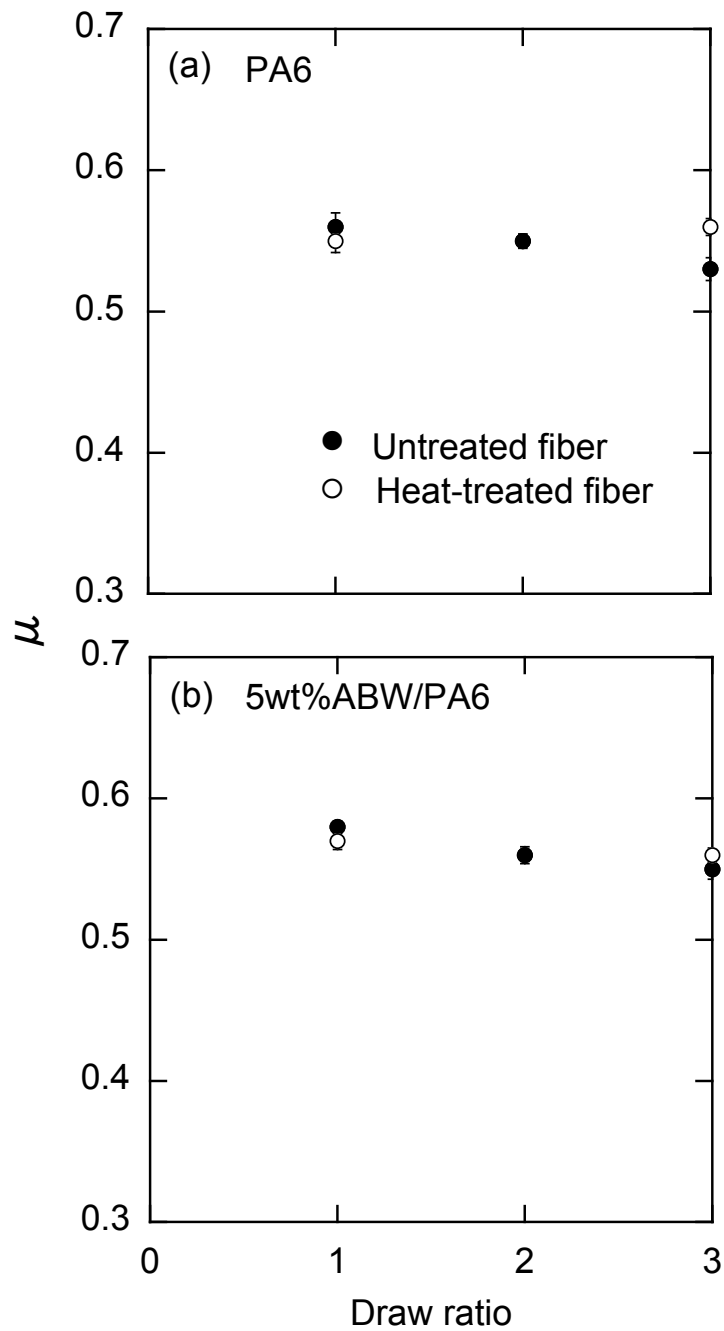 0.7
(a) PA6
0.6
0.5
Untreated fiber
0.4
Heat-treated fiber
0.3
μ
0.7
(b) 5wt%ABW/PA6
0.6
0.5
0.4
0.3
0 1 2 3
Draw ratio